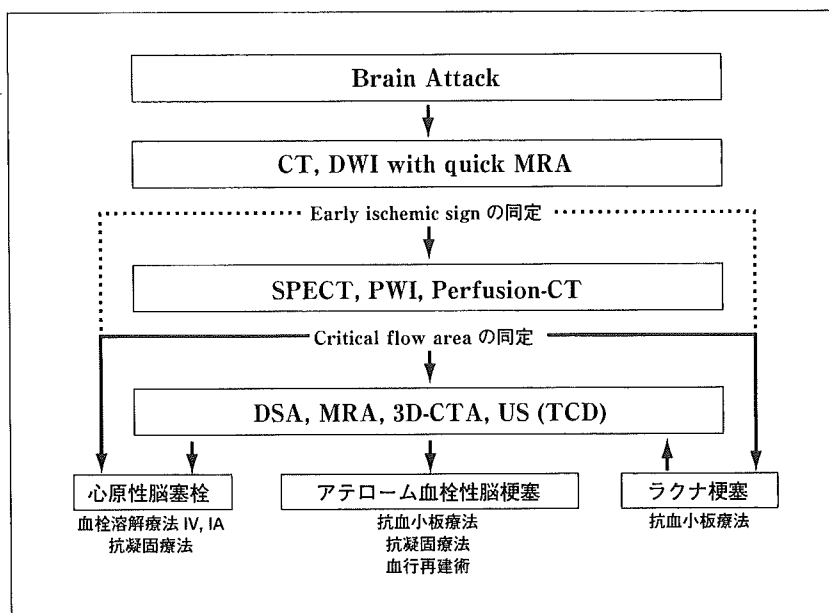 Brain Attack
CT, DWI with quick MRA
Early ischemic sign の同定
SPECT, PWI, Perfusion-CT
Critical flow area の同定
DSA, MRA, 3D-CTA, US (TCD)
心原性脳塞栓
血栓溶解療法 IV, IA
抗凝固療法
アテローム血栓性脳梗塞
抗血小板療法
抗凝固療法
血行再建術
ラクナ梗塞
抗血小板療法